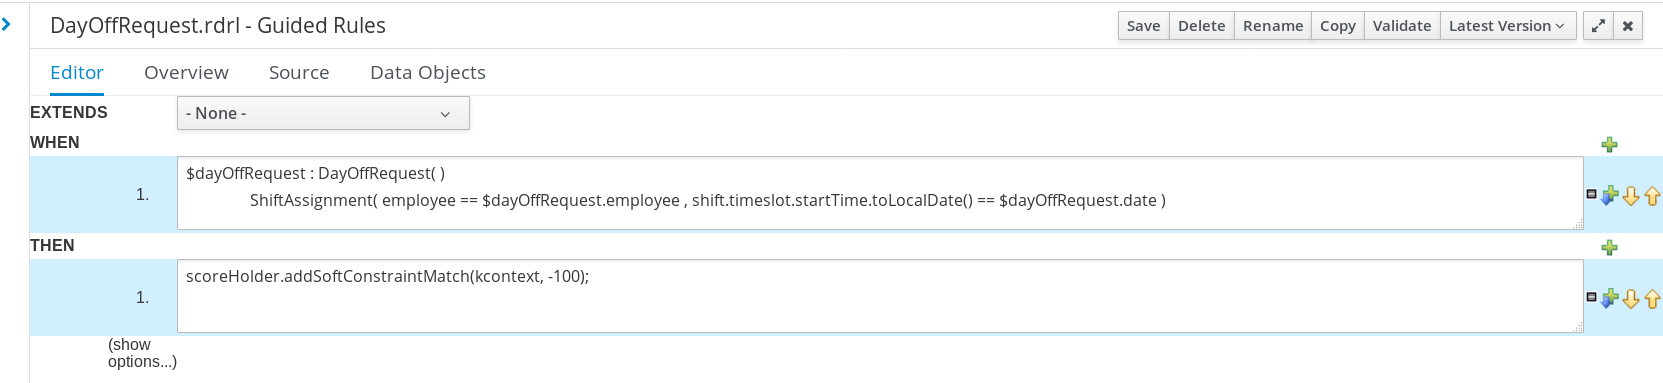 DayOffRequest.rdrl - Guided Rules
Save Delete Rename Copy Validate Latest Version
Editor Overview Source Data Objects
EXTENDS - None -
WHEN
1. $dayOffRequest : DayOffRequest( )
ShiftAssignment( employee == $dayOffRequest.employee , shift.timeslot.startTime.toLocalDate() == $dayOffRequest.date )
THEN
1. scoreHolder.addSoftConstraintMatch(kcontext, -100);
(show
options...)